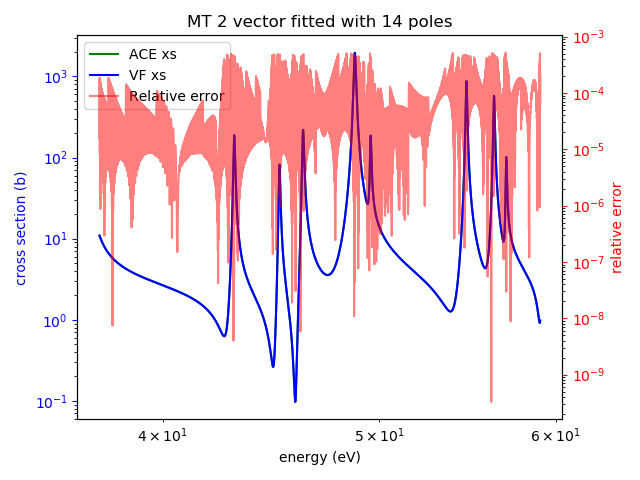 MT 2 vector fitted with 14 poles
ACE xs
VF xs
Relative error
cross section (b)
10³
10²
10¹
10⁰
10⁻¹
10⁻³
10⁻⁴
10⁻⁵
10⁻⁶
10⁻⁷
10⁻⁸
10⁻⁹
relative error
4 × 10¹
5 × 10¹
6 × 10¹
energy (eV)